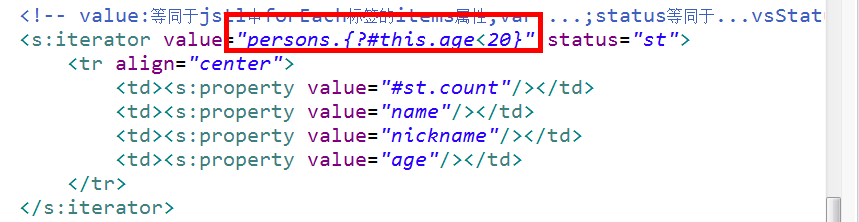 <!-- value:等同于jstl中forEach标签的items属性;var ...;status等同于...vsStatu
<s:iterator value="persons.{?#this.age<20}" status="st">
<tr align="center">
<td><s:property value="#st.count"/></td>
<td><s:property value="name"/></td>
<td><s:property value="nickname"/></td>
<td><s:property value="age"/></td>
</tr>
</s:iterator>